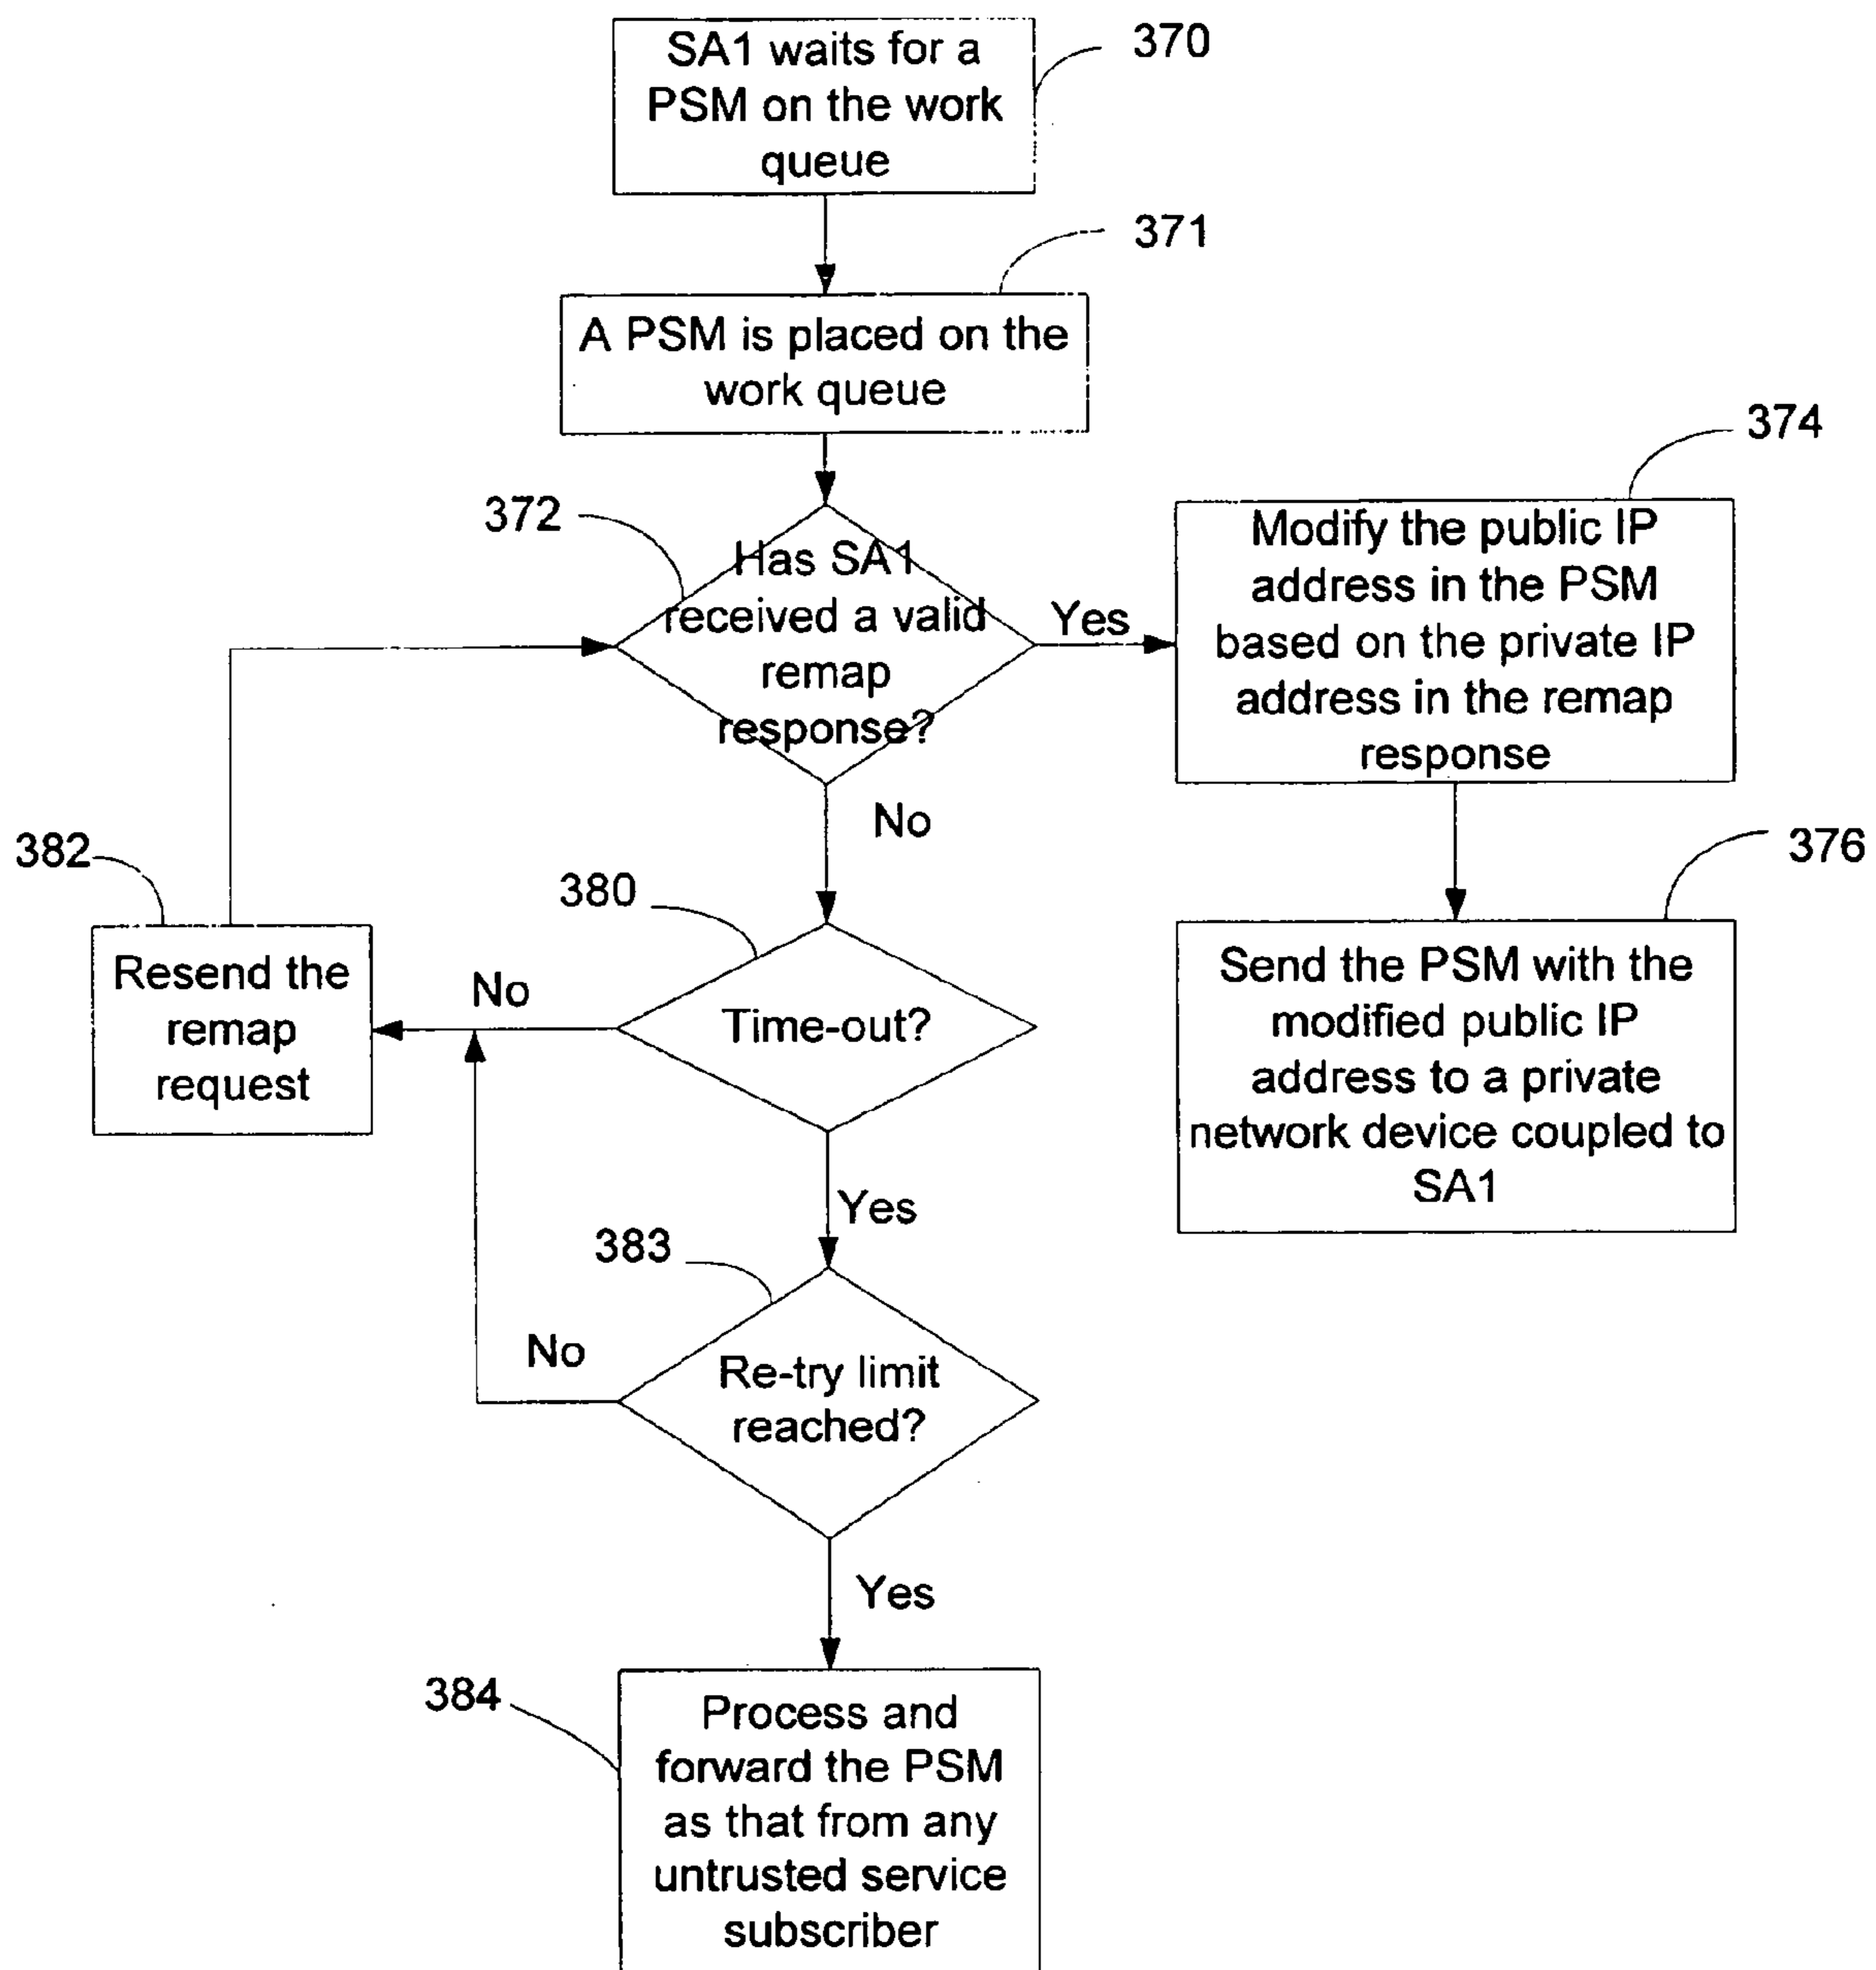 SA1 waits for a
PSM on the work
queue
370
371
A PSM is placed on the
work queue
372
Has SA1
received a valid
remap
response?
Yes
374
Modify the public IP
address in the PSM
based on the private IP
address in the remap
response
No
376
Send the PSM with the
modified public IP
address to a private
network device coupled to
SA1
382
Resend the
remap
request
380
No
Time-out?
Yes
383
No
Re-try limit
reached?
Yes
384
Process and
forward the PSM
as that from any
untrusted service
subscriber